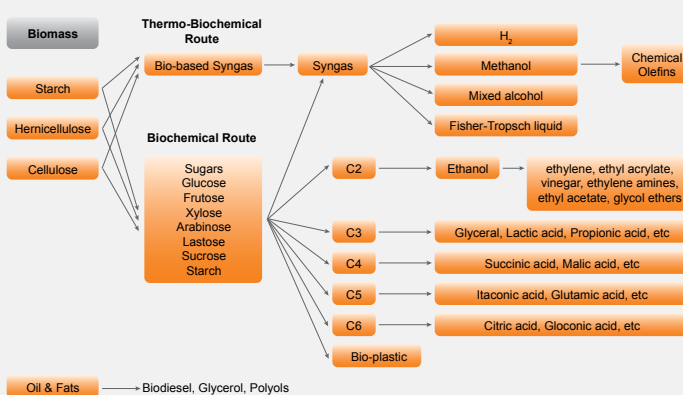 Biomass
Thermo-Biochemical
Route
Bio-based Syngas
Syngas
H2
Methanol
Mixed alcohol
Fisher-Tropsch liquid
Chemical
Olefins
Starch
Hernicellulose
Cellulose
Biochemical Route
Sugars
Glucose
Frutose
Xylose
Arabinose
Lastose
Sucrose
Starch
C2
Ethanol
ethylene, ethyl acrylate,
vinegar, ethylene amines,
ethyl acetate, glycol ethers
C3
Glyceral, Lactic acid, Propionic acid, etc
C4
Succinic acid, Malic acid, etc
C5
Itaconic acid, Glutamic acid, etc
C6
Citric acid, Gloconic acid, etc
Bio-plastic
Oil & Fats
Biodiesel, Glycerol, Polyols